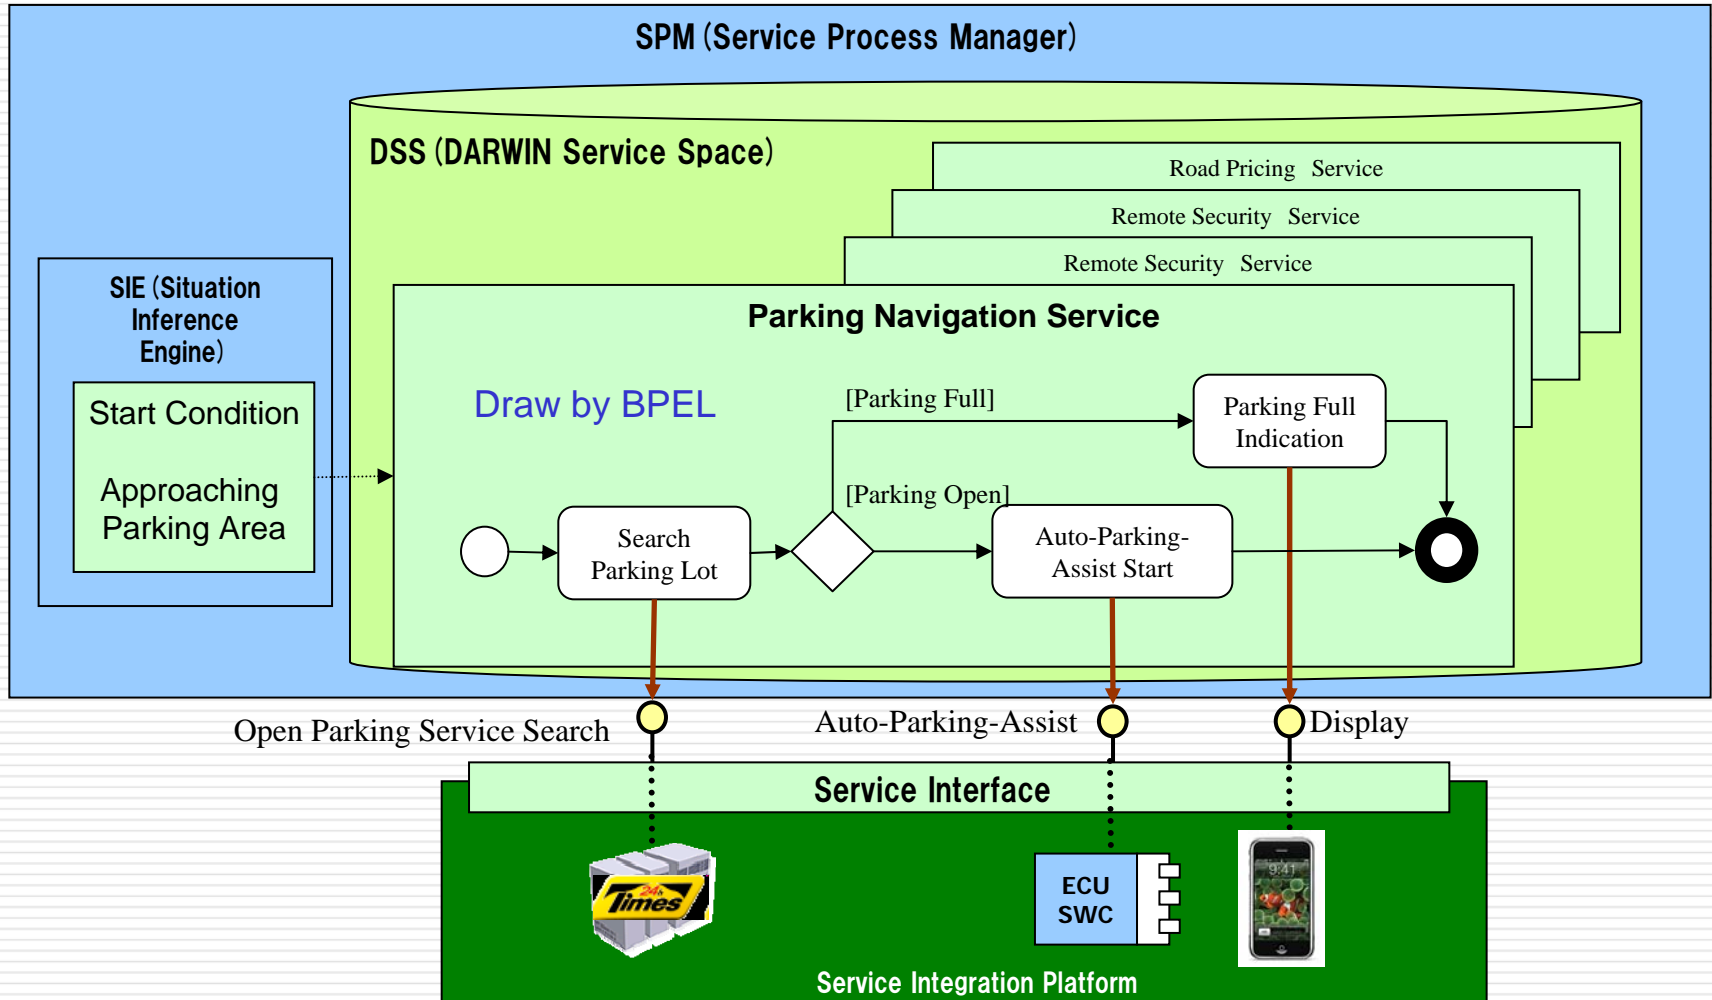 SPM (Service Process Manager)
DSS (DARWIN Service Space)
Road Pricing Service
Remote Security Service
Remote Security Service
SIE (Situation
Inference
Engine)
Start Condition
Approaching
Parking Area
Parking Navigation Service
Draw by BPEL
[Parking Full]
Parking Full
Indication
[Parking Open]
Search
Parking Lot
Auto-Parking-
Assist Start
Open Parking Service Search
Auto-Parking-Assist
Display
Service Interface
24h
Times
ECU
SWC
9:41
Service Integration Platform